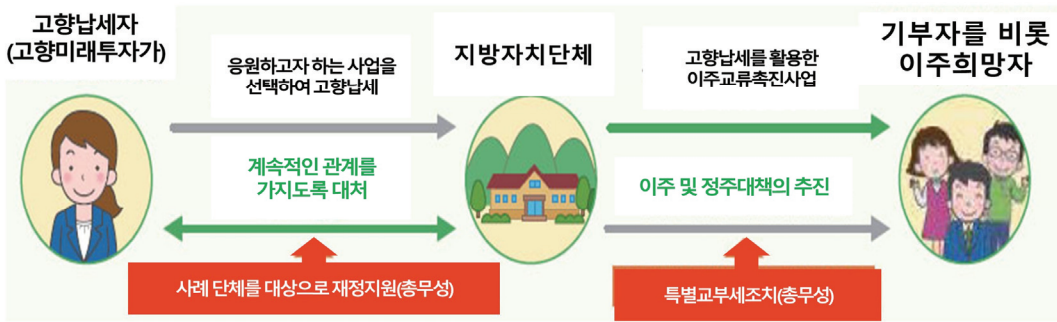 고향납세자
(고향미래투자가)
응원하고자 하는 사업을
선택하여 고향납세
지방자치단체
고향납세를 활용한
이주교류촉진사업
기부자를 비롯
이주희망자
계속적인 관계를
가지도록 대처
이주 및 정주대책의 추진
사례 단체를 대상으로 재정지원(총무성)
특별교부세조치(총무성)